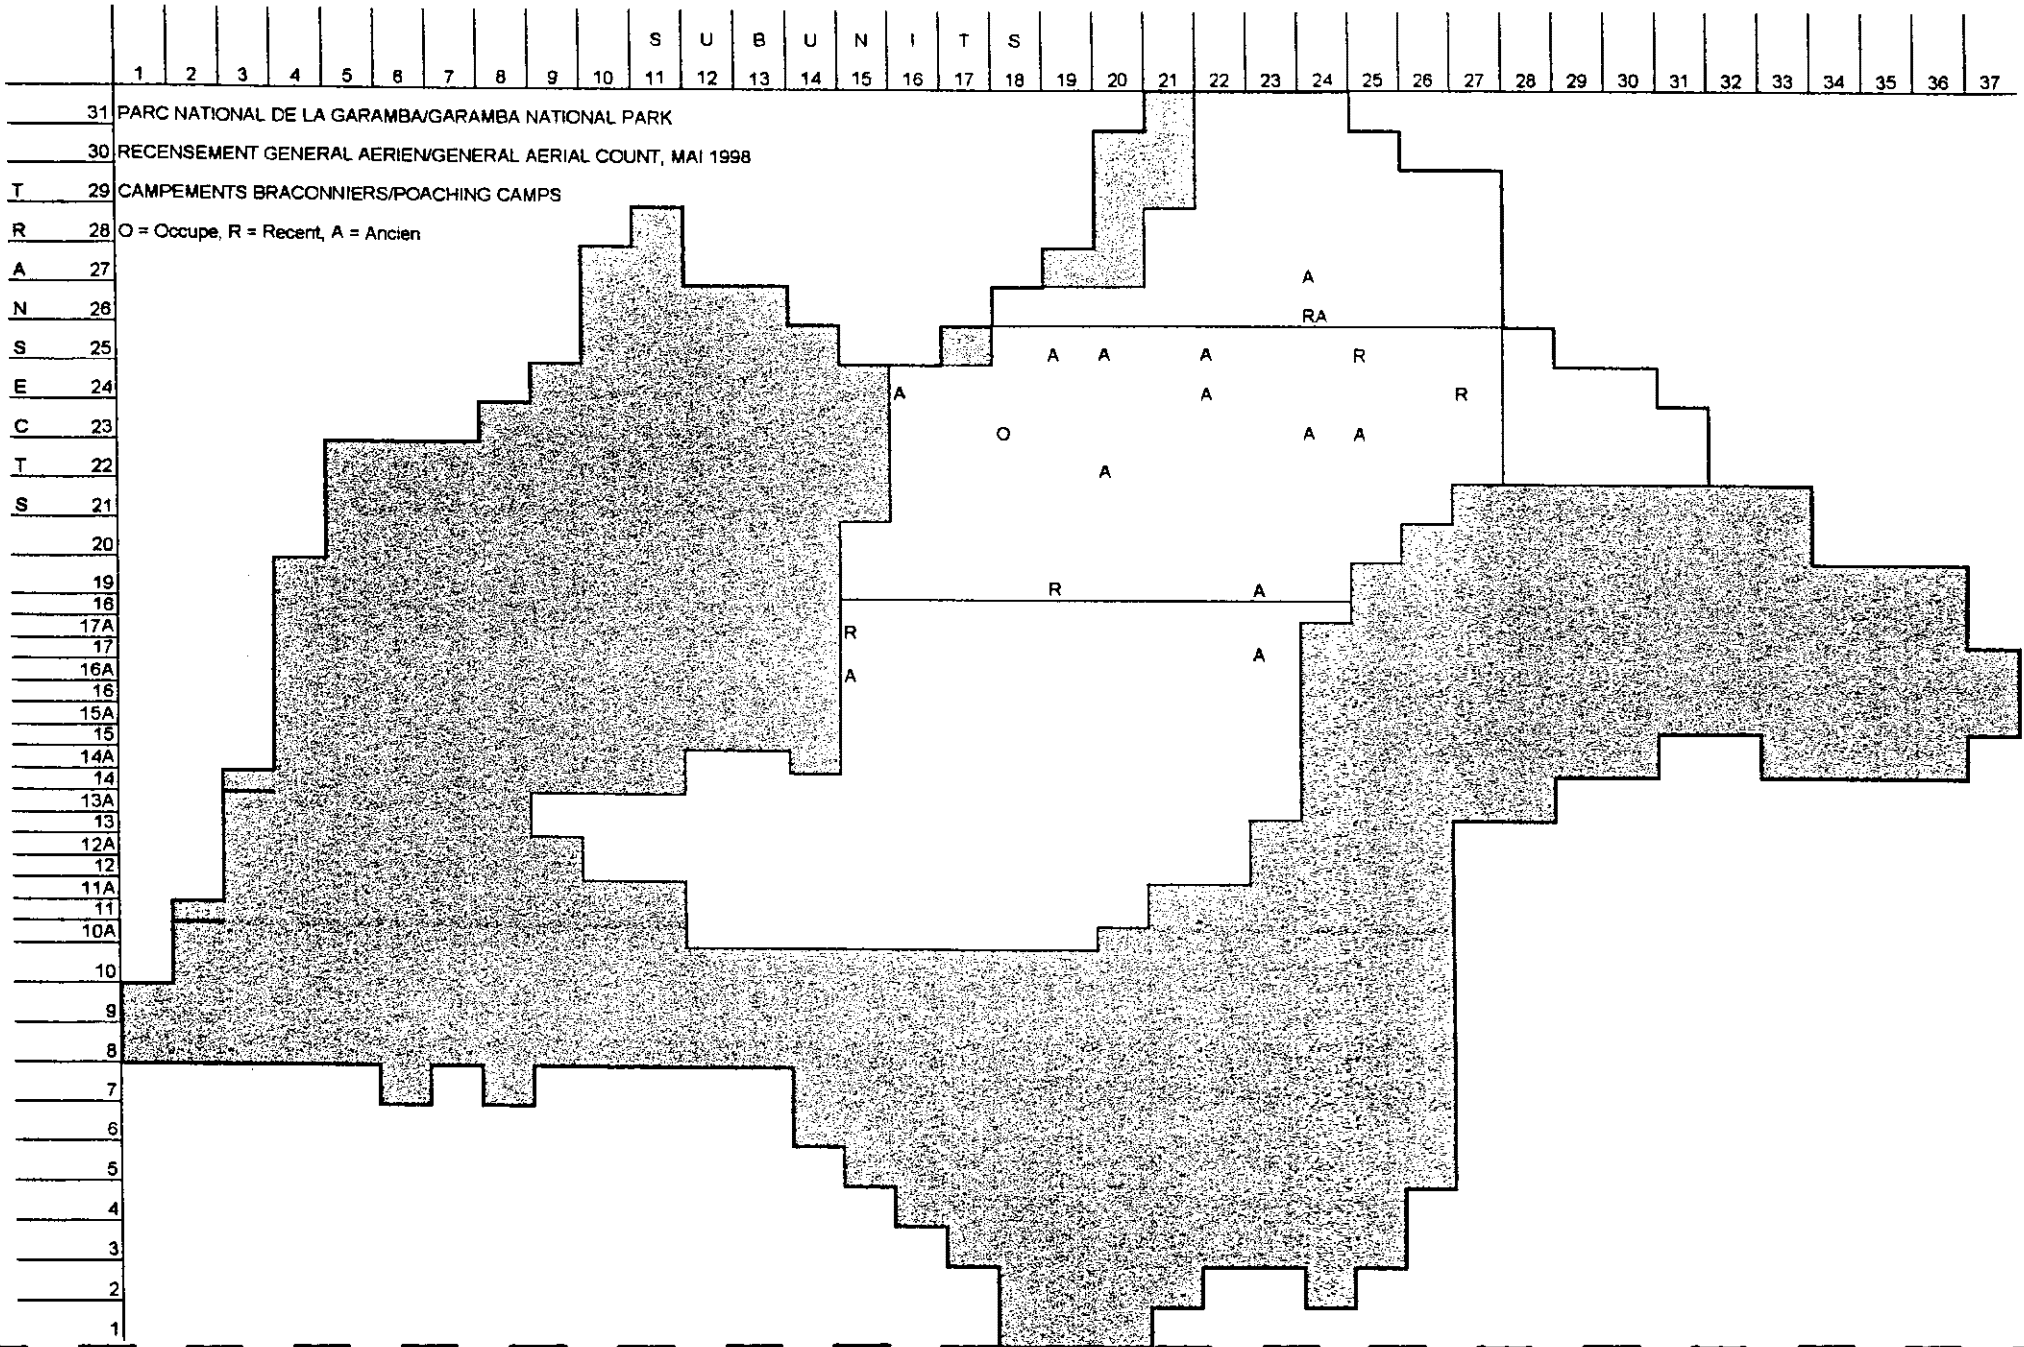 S U B U N I T S
1 2 3 4 5 6 7 8 9 10 11 12 13 14 15 16 17 18 19 20 21 22 23 24 25 26 27 28 29 30 31 32 33 34 35 36 37
31 PARC NATIONAL DE LA GARAMBA/GARAMBA NATIONAL PARK
30 RECENSEMENT GENERAL AERIEN/GENERAL AERIAL COUNT, MAI 1998
T 29 CAMPEMENTS BRACONNIERS/POACHING CAMPS
R 28 O = Occupe, R = Recent, A = Ancien
A 27 A
N 26 RA
S 25 A A A R
E 24 A A R
C 23 O A A
T 22 A
S 21
20
19 R A
16
17A R
17 A
16A A
16
15A
15
14A
14
13A
13
12A
12
11A
11
10A
10
9
8
7
6
5
4
3
2
1